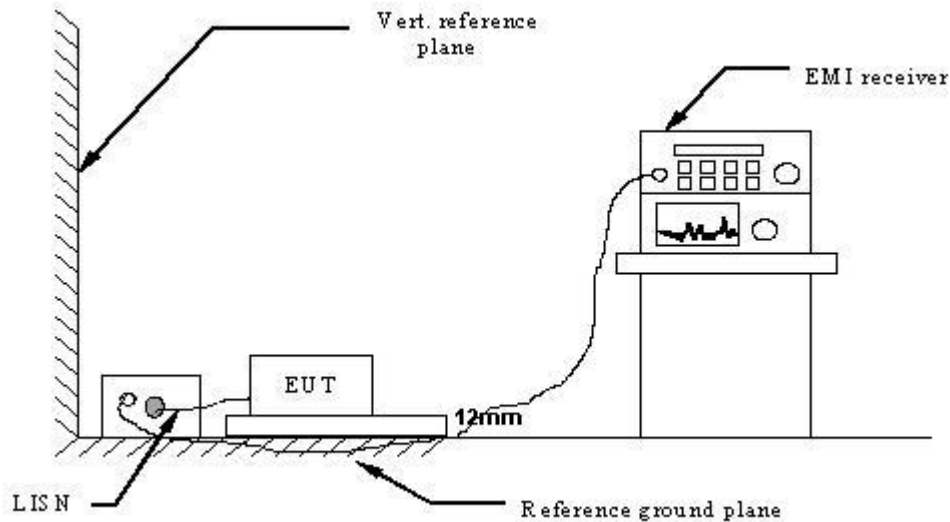 Vert. reference
plane
EMI receiver
EUT
12mm
LISN
Reference ground plane